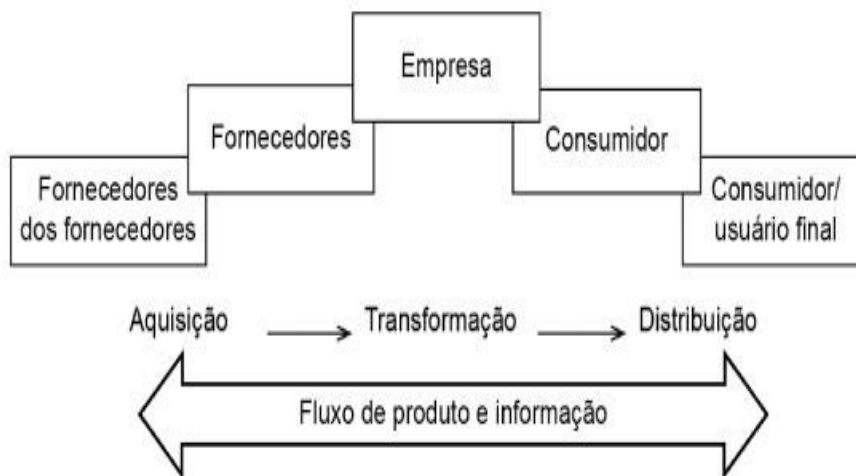 Empresa
Fornecedores
Consumidor
Fornecedores
dos fornecedores
Consumidor/
usuário final
Aquisição
Transformação
Distribuição
Fluxo de produto e informação